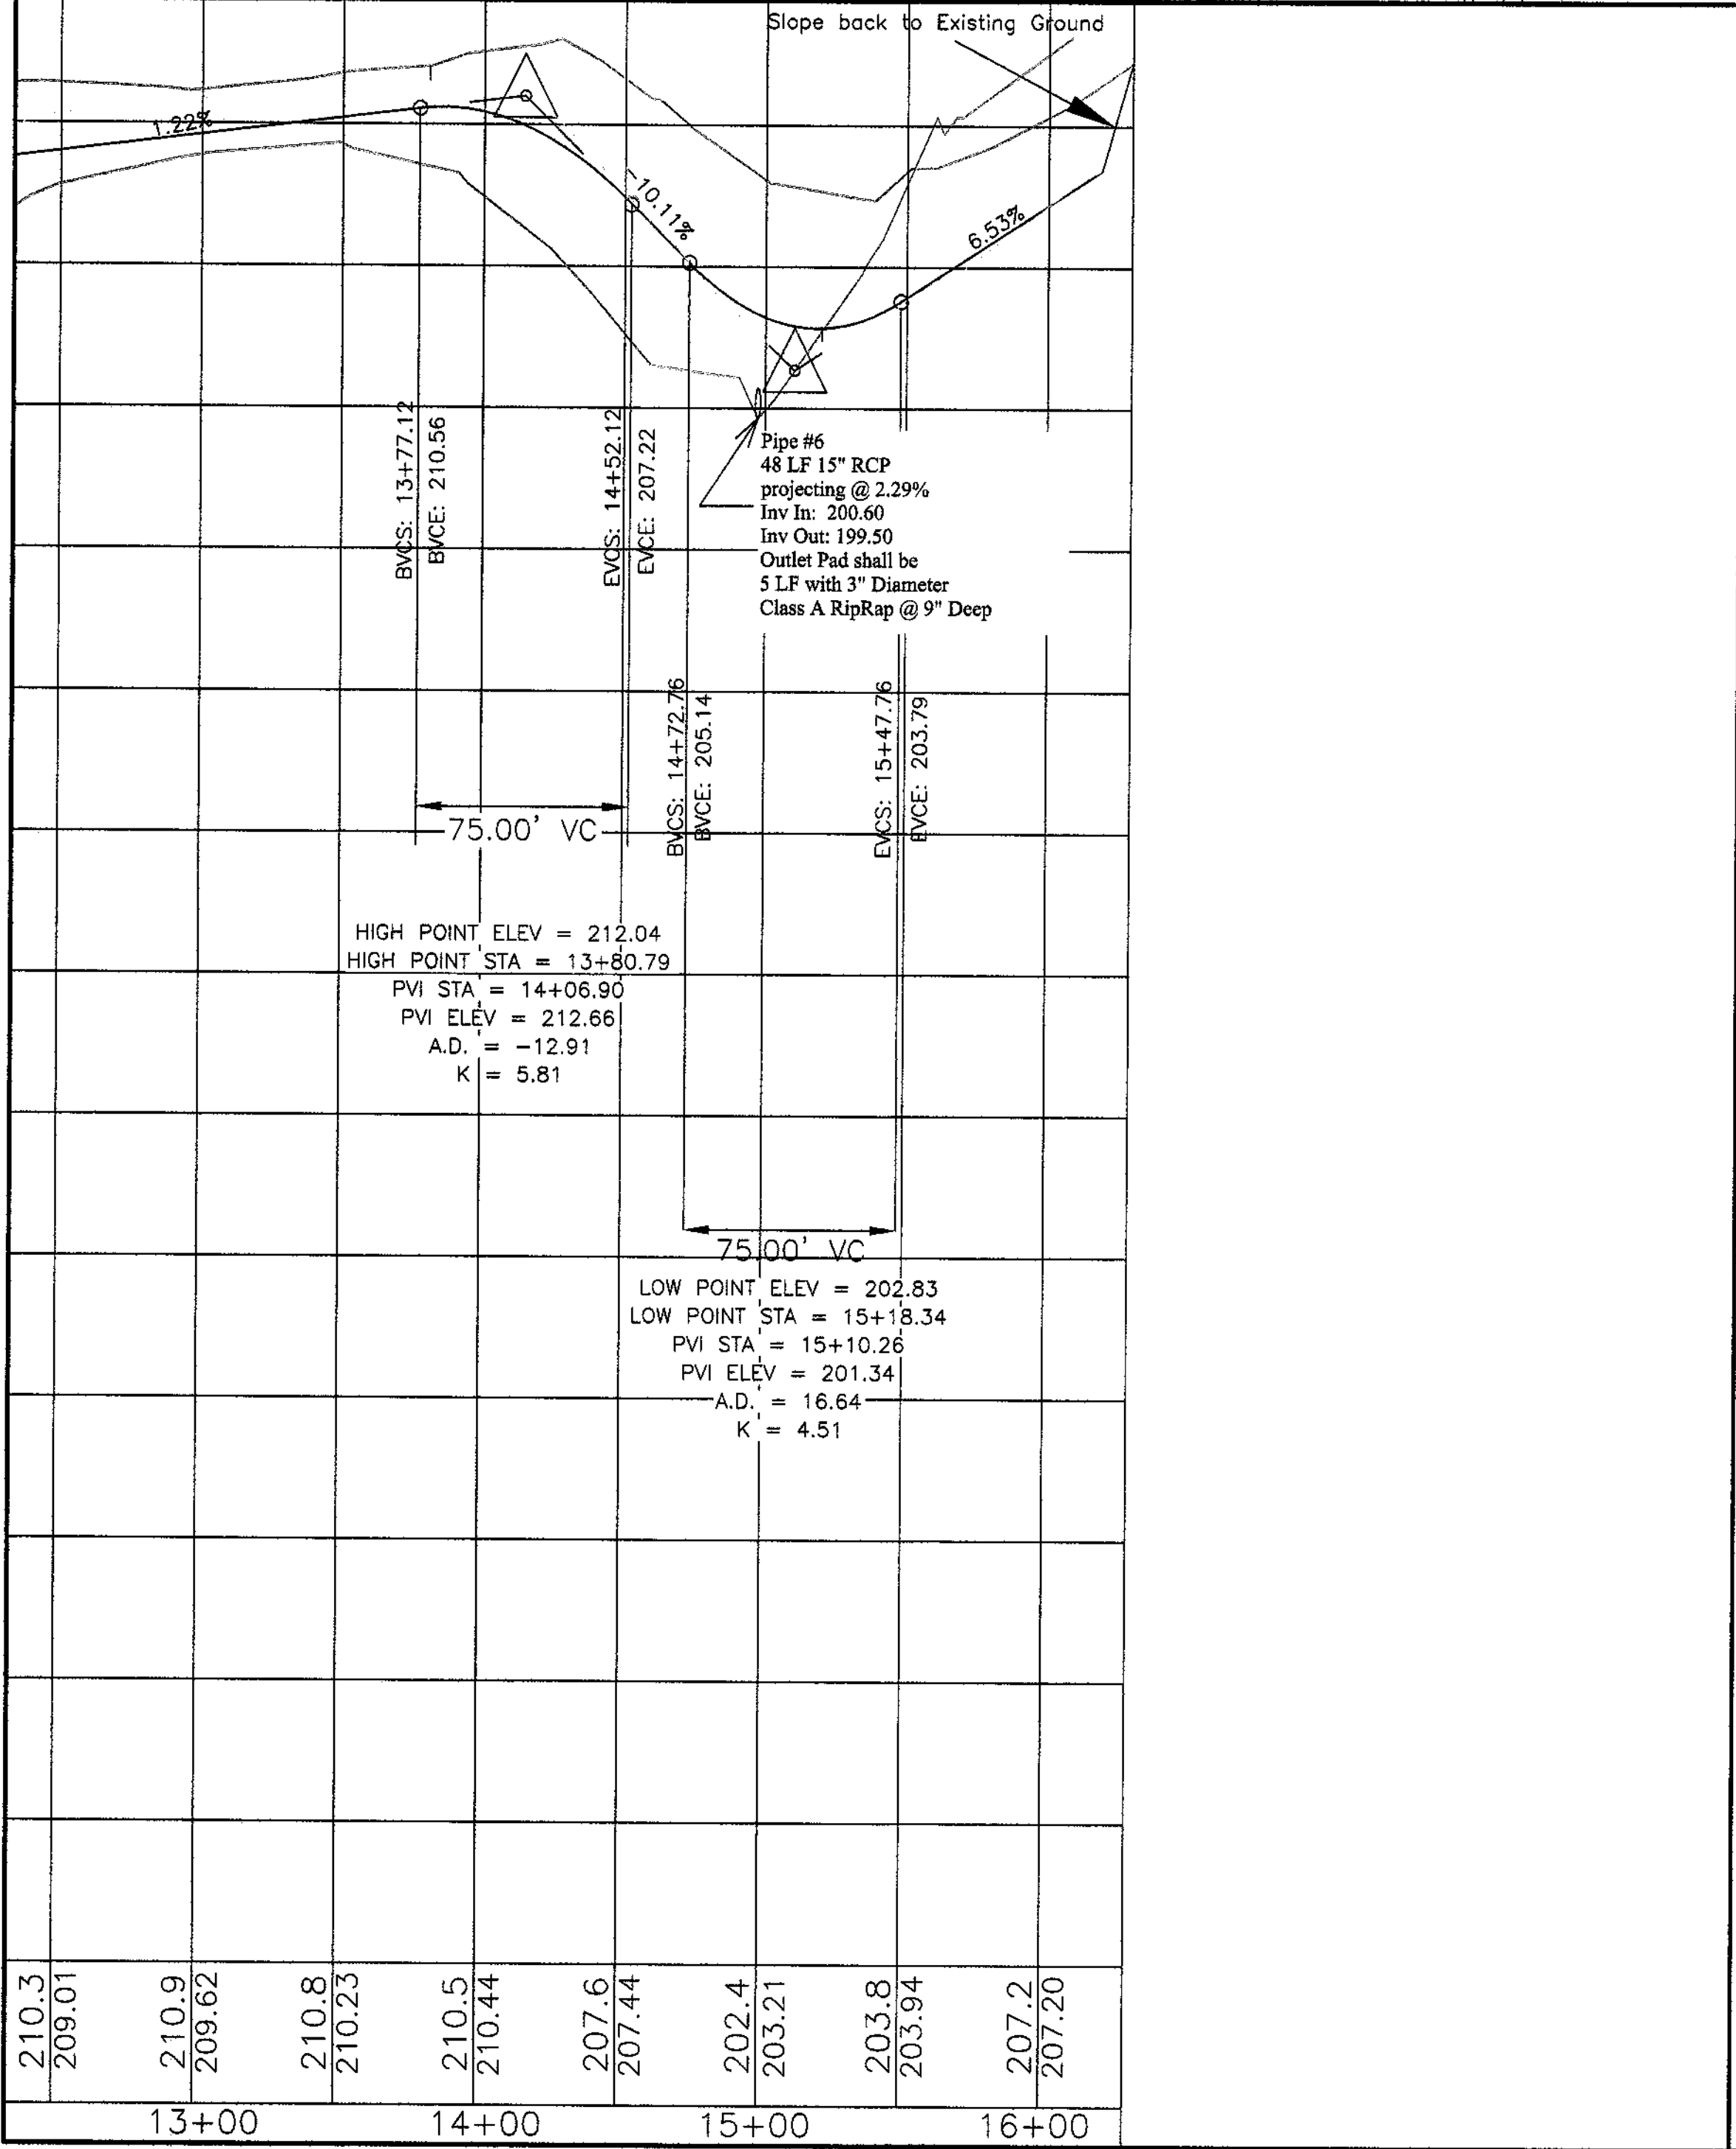 Slope back to Existing Ground
1.22%
-10.11%
6.53%
BVCS: 13+77.12
BVCE: 210.56
EVCS: 14+52.12
EVCE: 207.22
Pipe #6
48 LF 15" RCP
projecting @ 2.29%
Inv In: 200.60
Inv Out: 199.50
Outlet Pad shall be
5 LF with 3" Diameter
Class A RipRap @ 9" Deep
BVCS: 14+72.76
BVCE: 205.14
EVCS: 15+47.76
EVCE: 203.79
75.00' VC
HIGH POINT ELEV = 212.04
HIGH POINT STA = 13+80.79
PVI STA = 14+06.90
PVI ELEV = 212.66
A.D. = -12.91
K = 5.81
75.00' VC
LOW POINT ELEV = 202.83
LOW POINT STA = 15+18.34
PVI STA = 15+10.26
PVI ELEV = 201.34
A.D. = 16.64
K = 4.51
210.3
209.01
210.9
209.62
210.8
210.23
210.5
210.44
207.6
207.44
202.4
203.21
203.8
203.94
207.2
207.20
13+00
14+00
15+00
16+00